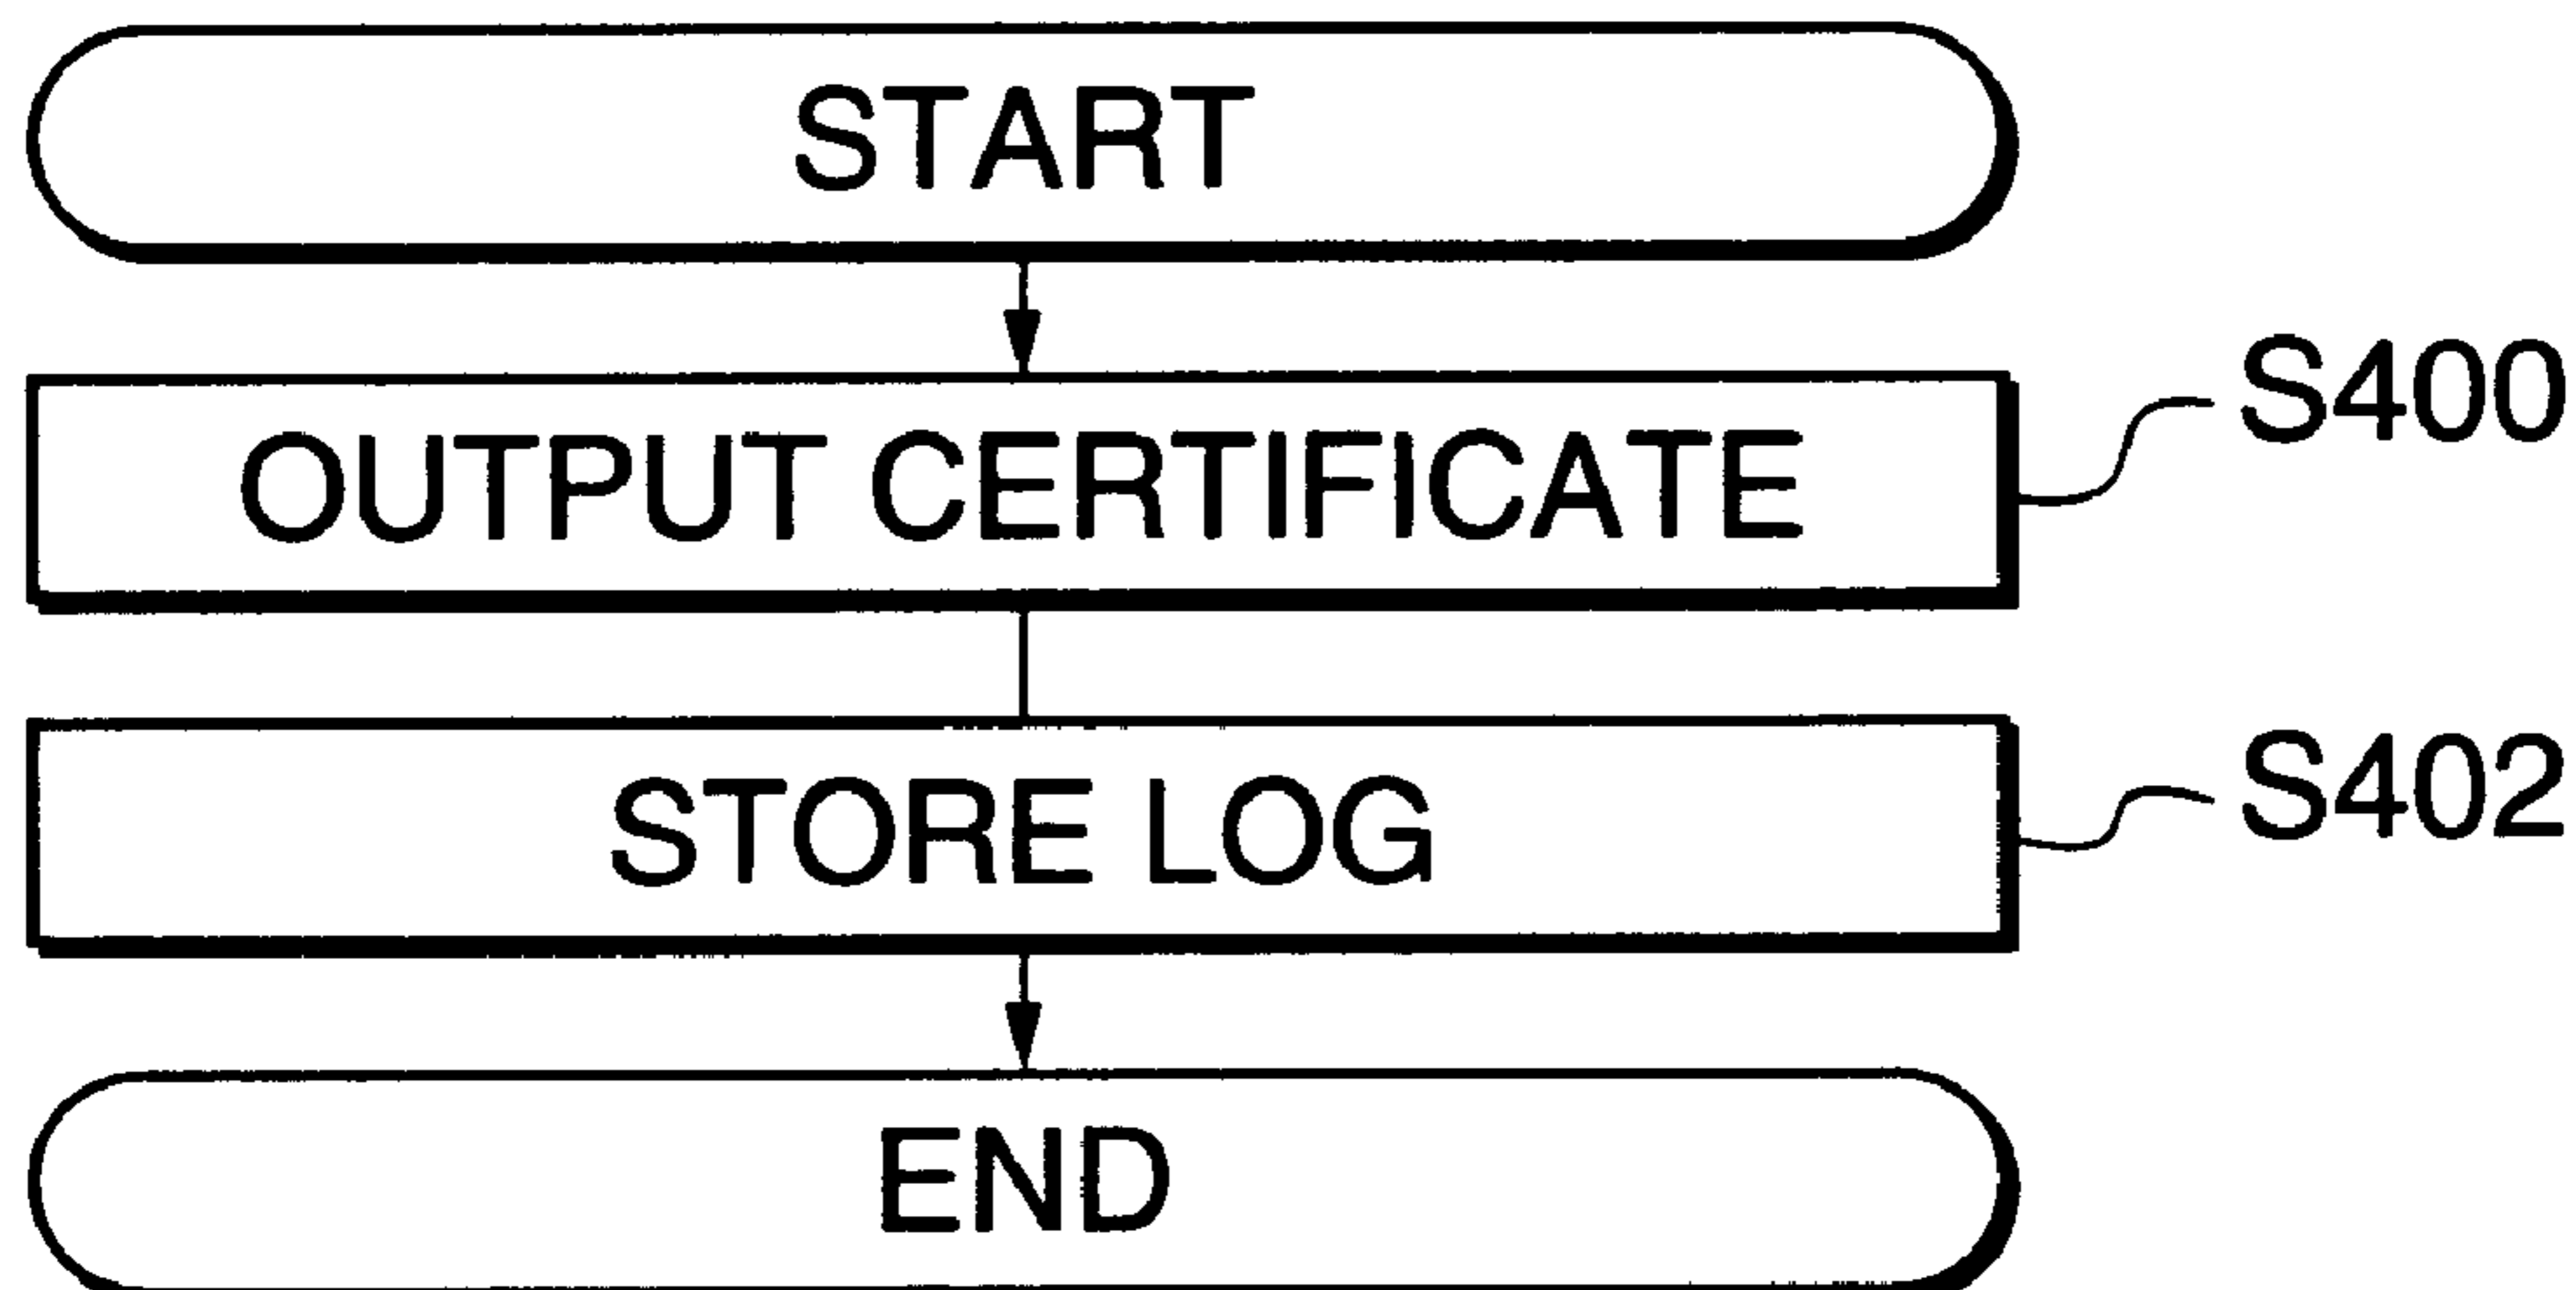 START
OUTPUT CERTIFICATE
S400
STORE LOG
S402
END